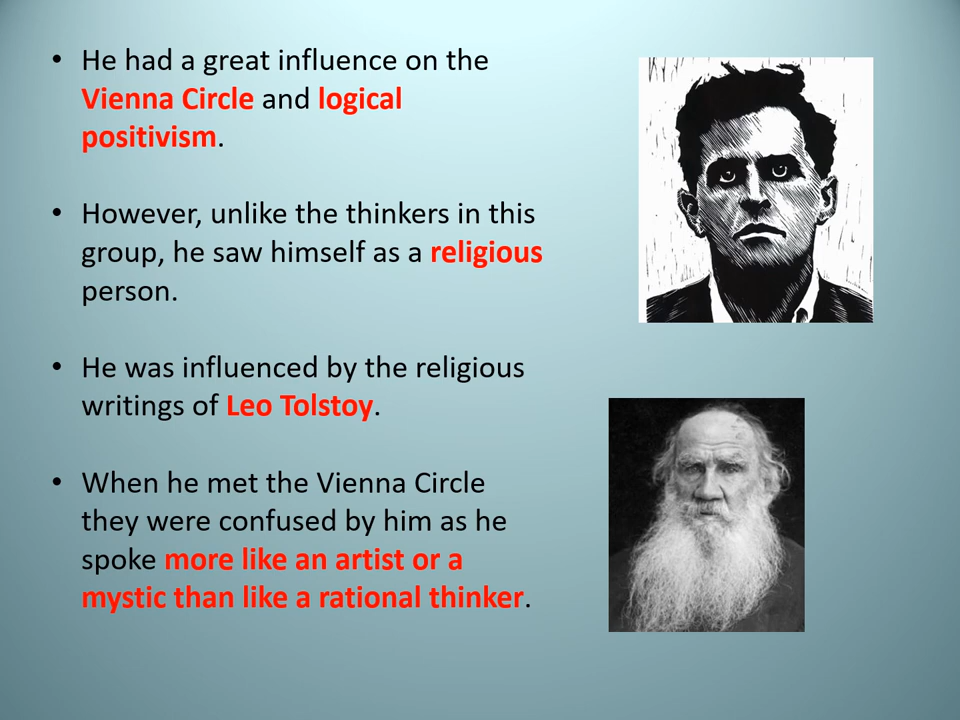 • He had a great influence on the
Vienna Circle and logical
positivism.
• However, unlike the thinkers in this
group, he saw himself as a religious
person.
• He was influenced by the religious
writings of Leo Tolstoy.
• When he met the Vienna Circle
they were confused by him as he
spoke more like an artist or a
mystic than like a rational thinker.